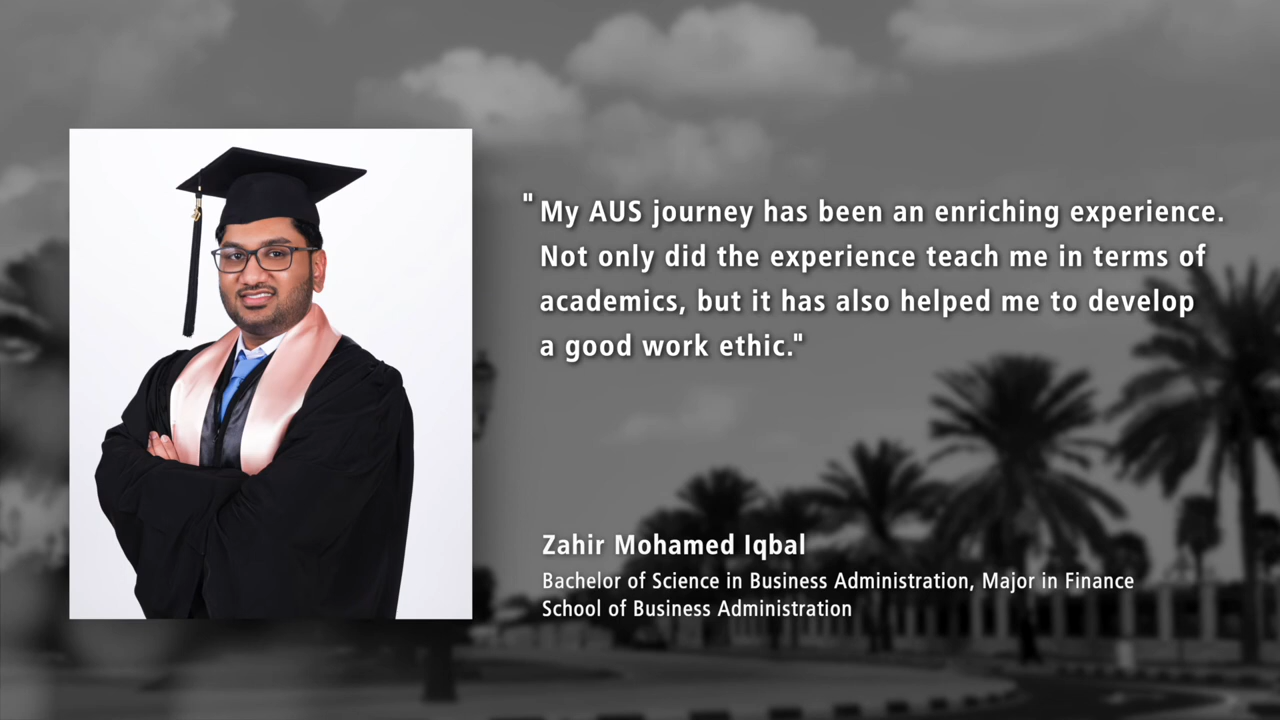 "My AUS journey has been an enriching experience.
Not only did the experience teach me in terms of
academics, but it has also helped me to develop
a good work ethic."
Zahir Mohamed Iqbal
Bachelor of Science in Business Administration, Major in Finance
School of Business Administration